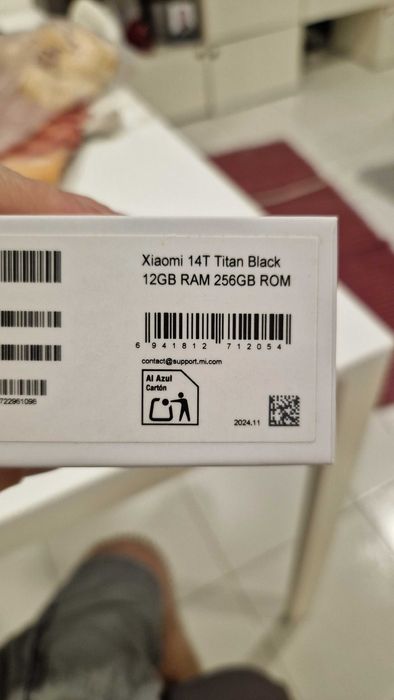 Xiaomi 14T Titan Black
12GB RAM 256GB ROM
6 941812 712054
contact@support.mi.com
Al Azul
Cartón
722961096
2024.11